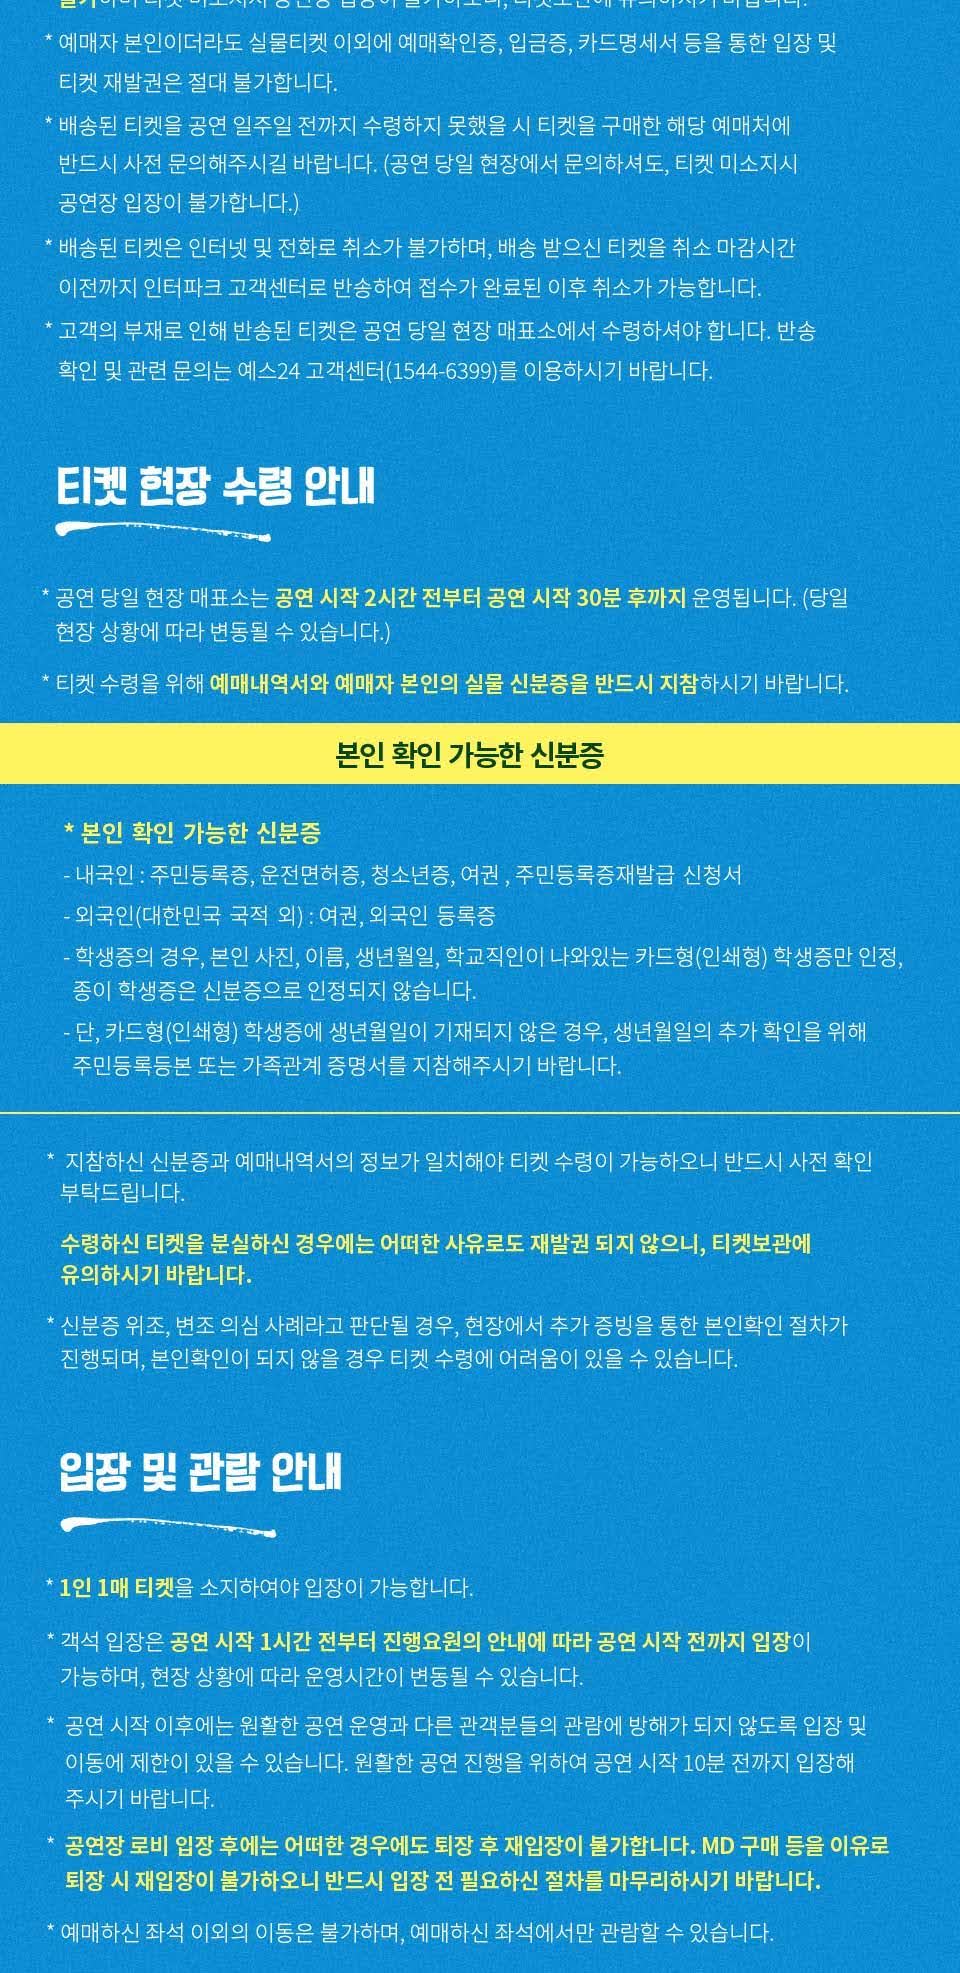 * 예매자 본인이더라도 실물티켓 이외에 예매확인증, 입금증, 카드명세서 등을 통한 입장 및
티켓 재발권은 절대 불가합니다.
* 배송된 티켓을 공연 일주일 전까지 수령하지 못했을 시 티켓을 구매한 해당 예매처에
반드시 사전 문의해주시길 바랍니다. (공연 당일 현장에서 문의하셔도, 티켓 미소지시
공연장 입장이 불가합니다.)
* 배송된 티켓은 인터넷 및 전화로 취소가 불가하며, 배송 받으신 티켓을 취소 마감시간
이전까지 인터파크 고객센터로 반송하여 접수가 완료된 이후 취소가 가능합니다.
* 고객의 부재로 인해 반송된 티켓은 공연 당일 현장 매표소에서 수령하셔야 합니다. 반송
확인 및 관련 문의는 예스24 고객센터(1544-6399)를 이용하시기 바랍니다.
티켓 현장 수령 안내
* 공연 당일 현장 매표소는 공연 시작 2시간 전부터 공연 시작 30분 후까지 운영됩니다. (당일
현장 상황에 따라 변동될 수 있습니다.)
* 티켓 수령을 위해 예매내역서와 예매자 본인의 실물 신분증을 반드시 지참하시기 바랍니다.
본인 확인 가능한 신분증
* 본인 확인 가능한 신분증
- 내국인 : 주민등록증, 운전면허증, 청소년증, 여권 , 주민등록증재발급 신청서
- 외국인(대한민국 국적 외) : 여권, 외국인 등록증
- 학생증의 경우, 본인 사진, 이름, 생년월일, 학교직인이 나와있는 카드형(인쇄형) 학생증만 인정,
종이 학생증은 신분증으로 인정되지 않습니다.
- 단, 카드형(인쇄형) 학생증에 생년월일이 기재되지 않은 경우, 생년월일의 추가 확인을 위해
주민등록등본 또는 가족관계 증명서를 지참해주시기 바랍니다.
* 지참하신 신분증과 예매내역서의 정보가 일치해야 티켓 수령이 가능하오니 반드시 사전 확인
부탁드립니다.
수령하신 티켓을 분실하신 경우에는 어떠한 사유로도 재발권 되지 않으니, 티켓보관에
유의하시기 바랍니다.
* 신분증 위조, 변조 의심 사례라고 판단될 경우, 현장에서 추가 증빙을 통한 본인확인 절차가
진행되며, 본인확인이 되지 않을 경우 티켓 수령에 어려움이 있을 수 있습니다.
입장 및 관람 안내
* 1인 1매 티켓을 소지하여야 입장이 가능합니다.
* 객석 입장은 공연 시작 1시간 전부터 진행요원의 안내에 따라 공연 시작 전까지 입장이
가능하며, 현장 상황에 따라 운영시간이 변동될 수 있습니다.
* 공연 시작 이후에는 원활한 공연 운영과 다른 관객분들의 관람에 방해가 되지 않도록 입장 및
이동에 제한이 있을 수 있습니다. 원활한 공연 진행을 위하여 공연 시작 10분 전까지 입장해
주시기 바랍니다.
* 공연장 로비 입장 후에는 어떠한 경우에도 퇴장 후 재입장이 불가합니다. MD 구매 등을 이유로
퇴장 시 재입장이 불가하오니 반드시 입장 전 필요하신 절차를 마무리하시기 바랍니다.
* 예매하신 좌석 이외의 이동은 불가하며, 예매하신 좌석에서만 관람할 수 있습니다.